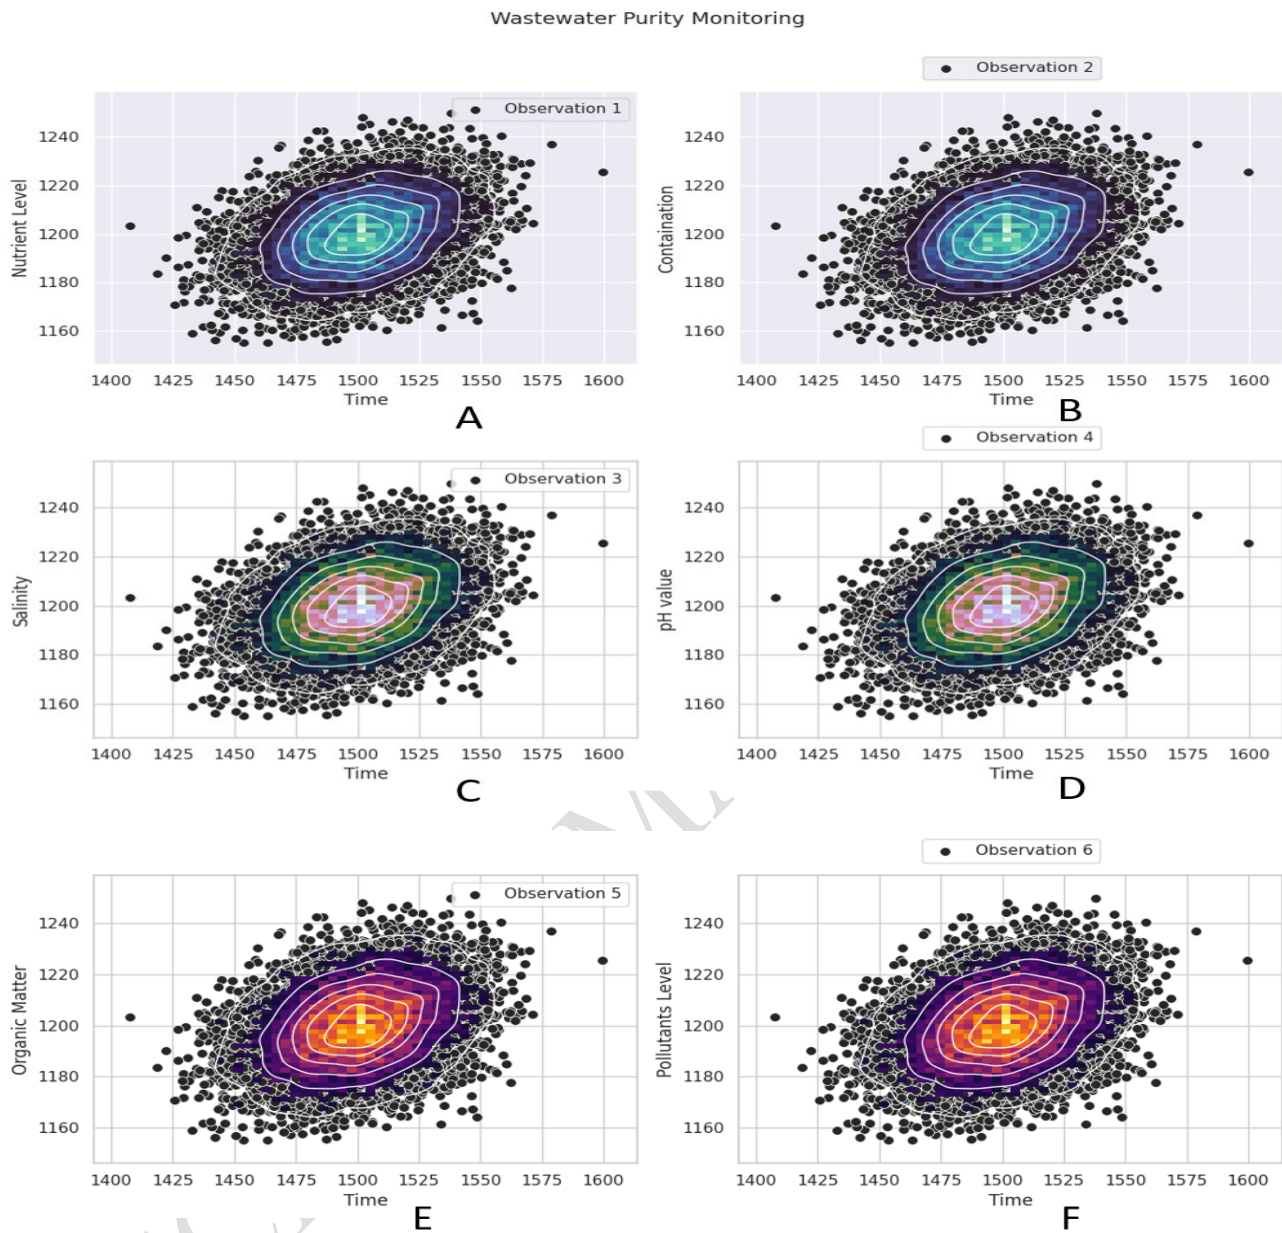 Wastewater Purity Monitoring
Observation 1
Observation 2
Nutrient Level
1240
1220
1200
1180
1160
1400 1425 1450 1475 1500 1525 1550 1575 1600
Time
A
Containation
1240
1220
1200
1180
1160
1400 1425 1450 1475 1500 1525 1550 1575 1600
Time
B
Observation 3
Observation 4
Salinity
1240
1220
1200
1180
1160
1400 1425 1450 1475 1500 1525 1550 1575 1600
Time
C
pH value
1240
1220
1200
1180
1160
1400 1425 1450 1475 1500 1525 1550 1575 1600
Time
D
Observation 5
Observation 6
Organic Matter
1240
1220
1200
1180
1160
1400 1425 1450 1475 1500 1525 1550 1575 1600
Time
E
Pollutants Level
1240
1220
1200
1180
1160
1400 1425 1450 1475 1500 1525 1550 1575 1600
Time
F